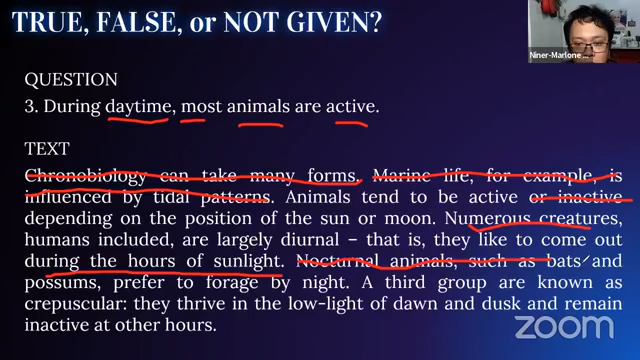 TRUE, FALSE, or NOT GIVEN?
Niner-Marlone
QUESTION
3. During daytime, most animals are active.
TEXT
Chronobiology can take many forms. Marine life, for example, is
influenced by tidal patterns. Animals tend to be active or inactive
depending on the position of the sun or moon. Numerous creatures,
humans included, are largely diurnal – that is, they like to come out
during the hours of sunlight. Nocturnal animals, such as bats and
possums, prefer to forage by night. A third group are known as
crepuscular: they thrive in the low-light of dawn and dusk and remain
inactive at other hours.
zoom